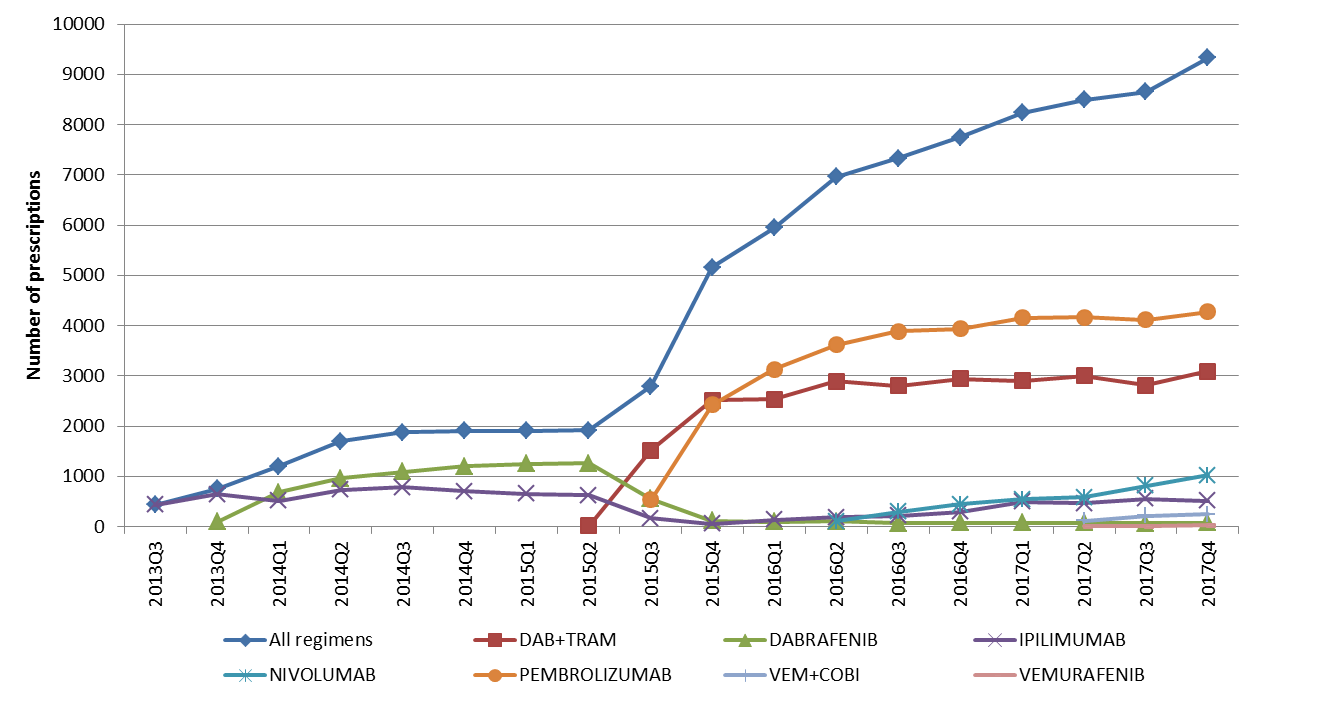 10000
9000
8000
7000
6000
5000
4000
3000
2000
1000
0
Number of prescriptions
2013Q3
2013Q4
2014Q1
2014Q2
2014Q3
2014Q4
2015Q1
2015Q2
2015Q3
2015Q4
2016Q1
2016Q2
2016Q3
2016Q4
2017Q1
2017Q2
2017Q3
2017Q4
All regimens DAB+TRAM DABRAFENIB IPILIMUMAB
NIVOLUMAB PEMBROLIZUMAB VEM+COBI VEMURAFENIB